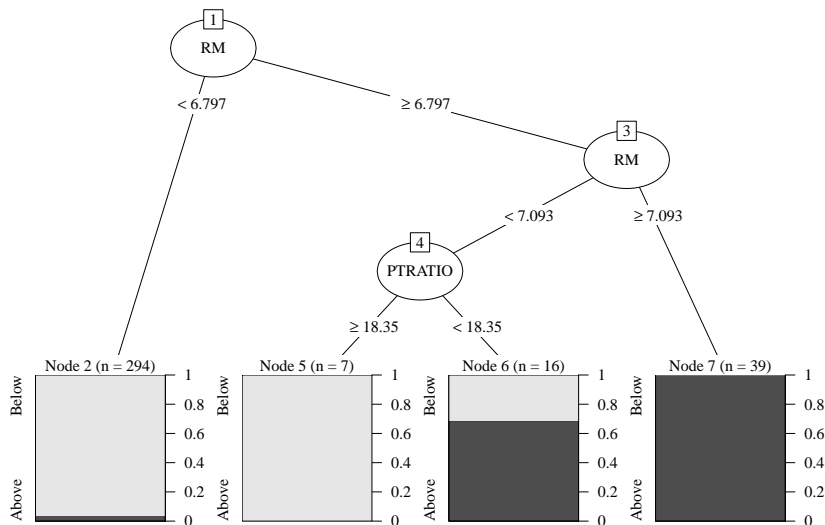 1
RM
< 6.797
≥ 6.797
3
RM
< 7.093
≥ 7.093
4
PTRATIO
≥ 18.35
< 18.35
Node 2 (n = 294)
Above
Below
0
0.2
0.4
0.6
0.8
1
Node 5 (n = 7)
Above
Below
0
0.2
0.4
0.6
0.8
1
Node 6 (n = 16)
Above
Below
0
0.2
0.4
0.6
0.8
1
Node 7 (n = 39)
Above
Below
0
0.2
0.4
0.6
0.8
1